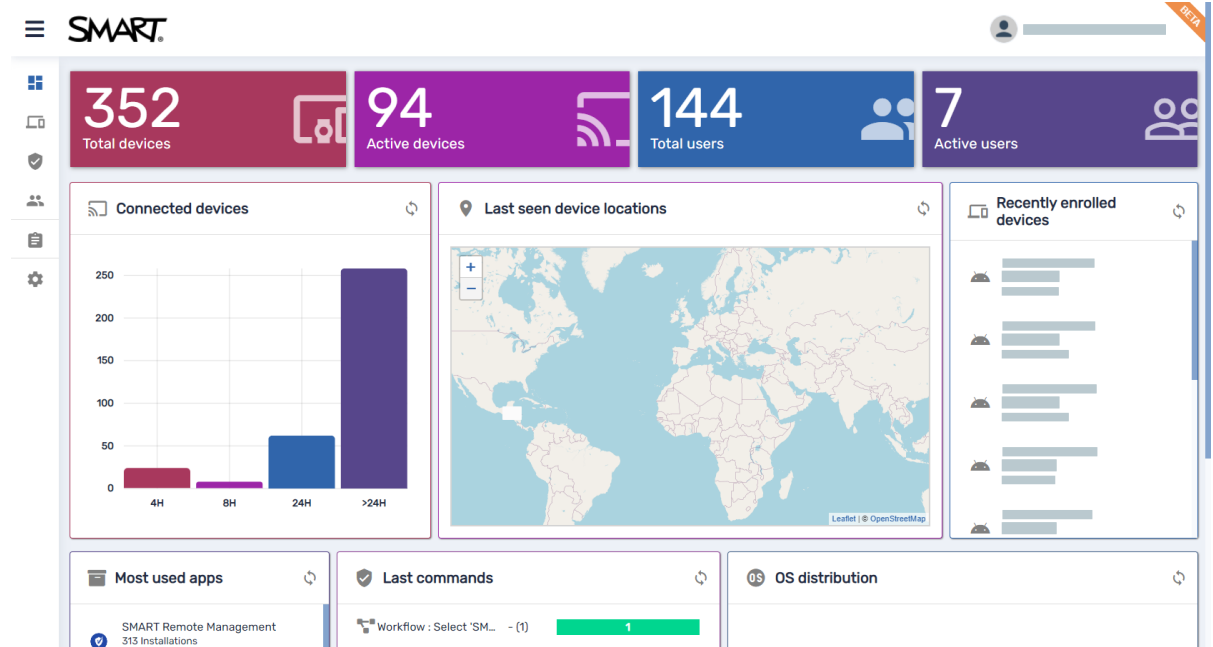 SMART
BETA
352
Total devices
94
Active devices
144
Total users
7
Active users
Connected devices
250
200
150
100
50
0
4H 8H 24H >24H
Last seen device locations
+
−
Leaflet | © OpenStreetMap
Recently enrolled
devices
Most used apps
SMART Remote Management
313 Installations
Last commands
Workflow : Select 'SM... - (1) 1
OS OS distribution